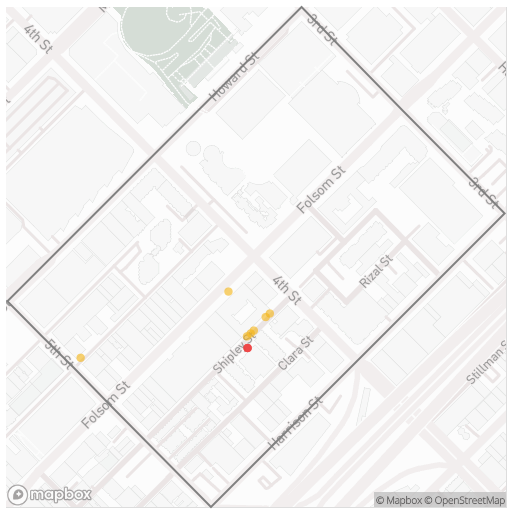 3rd St
4th St
Howard St
Folsom St
3rd St
4th St
Rizal St
5th St
Shipley St
Clara St
Stillman S
Folsom St
Harrison St
mapbox
© Mapbox © OpenStreetMap